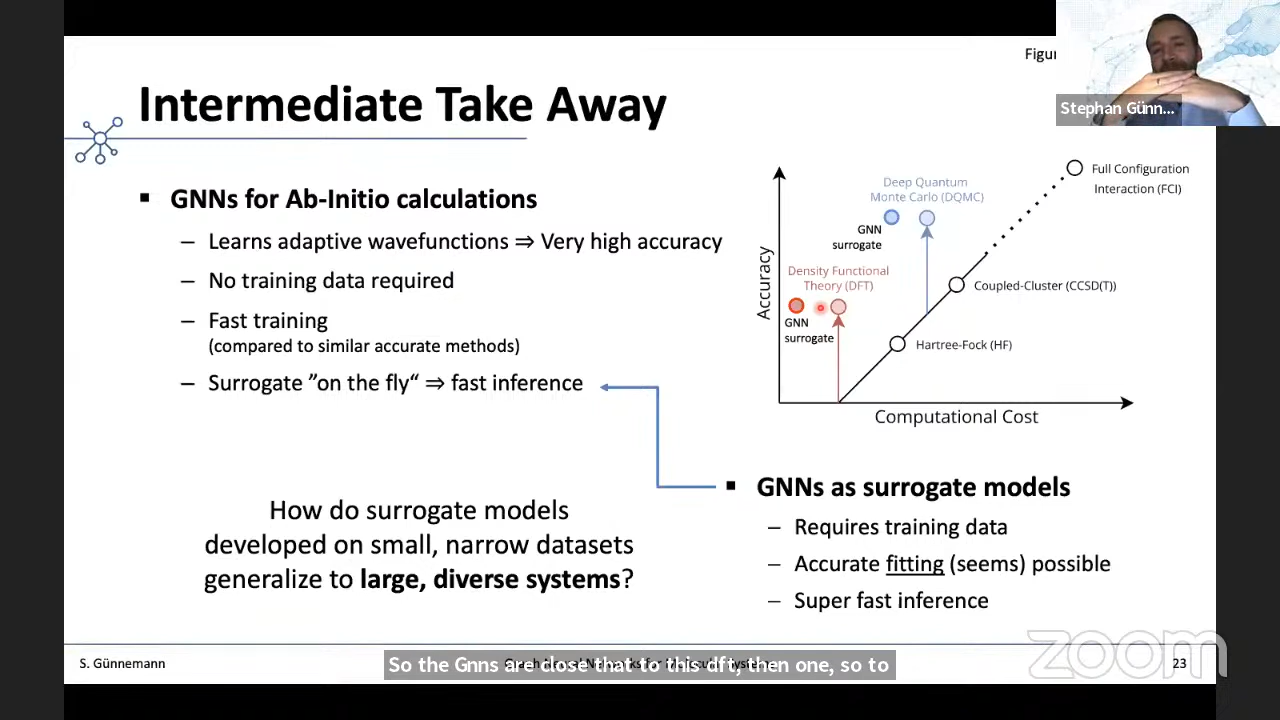 Figur
Stephan Günn...
Intermediate Take Away
▪ GNNs for Ab-Initio calculations
– Learns adaptive wavefunctions ⇒ Very high accuracy
– No training data required
– Fast training
(compared to similar accurate methods)
– Surrogate ”on the fly“ ⇒ fast inference
How do surrogate models
developed on small, narrow datasets
generalize to large, diverse systems?
Accuracy
Computational Cost
Full Configuration
Interaction (FCI)
Deep Quantum
Monte Carlo (DQMC)
GNN
surrogate
Density Functional
Theory (DFT)
GNN
surrogate
Coupled-Cluster (CCSD(T))
Hartree-Fock (HF)
▪ GNNs as surrogate models
– Requires training data
– Accurate fitting (seems) possible
– Super fast inference
S. Günnemann
23
So the Gnns are close that to this dft, then one, so to
zoom